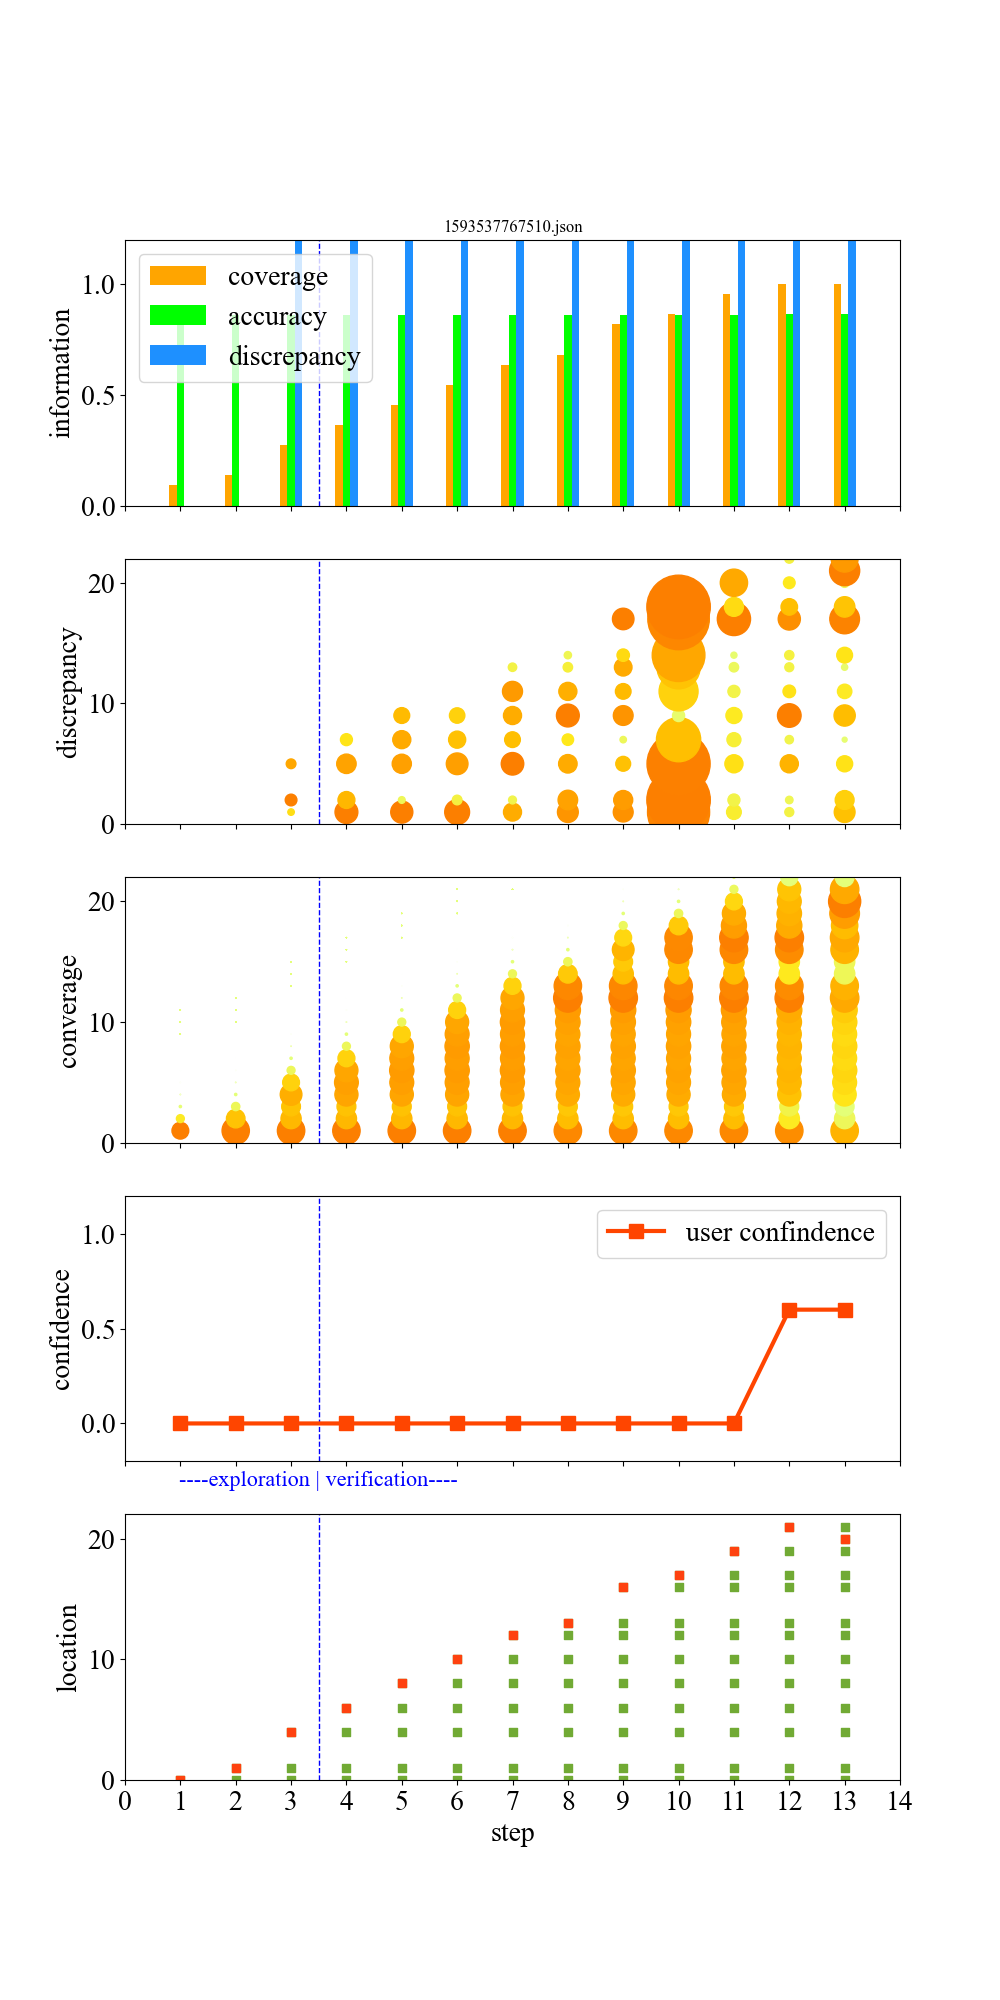 1593537767510.json
information
1.0
0.5
0.0
coverage
accuracy
discrepancy
discrepancy
20
10
0
converage
20
10
0
confidence
1.0
0.5
0.0
user confindence
----exploration | verification----
location
20
10
0
0 1 2 3 4 5 6 7 8 9 10 11 12 13 14
step